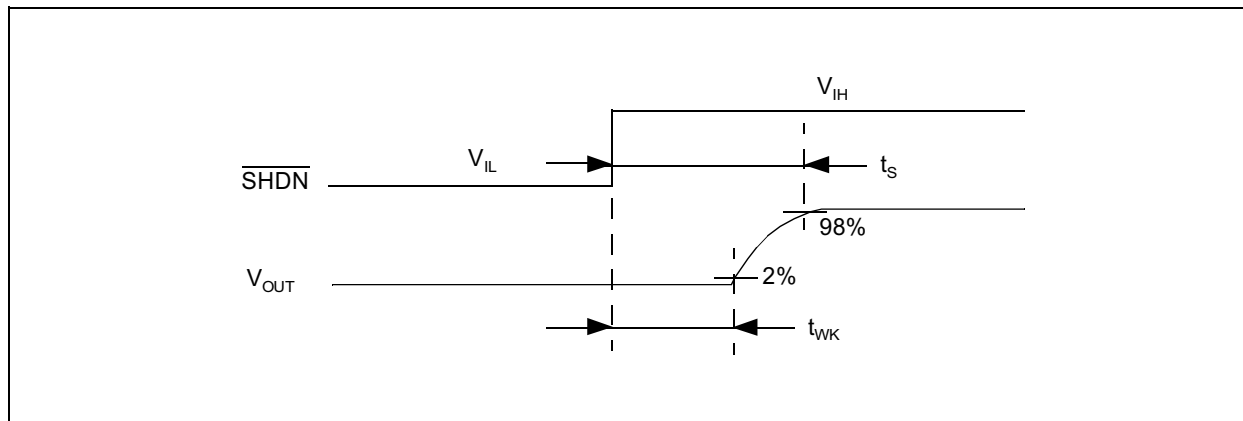 V_IH
V_IL
t_S
SHDN
98%
V_OUT
2%
t_WK